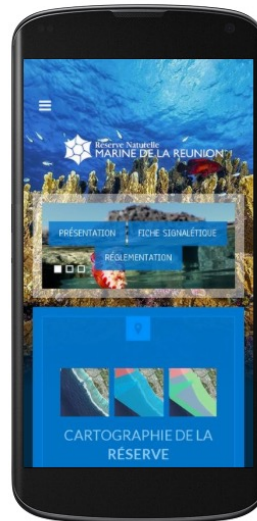 Réserve Naturelle
MARINE DE LA REUNION
PRÉSENTATION
FICHE SIGNALÉTIQUE
RÉGLEMENTATION
CARTOGRAPHIE DE LA
RÉSERVE